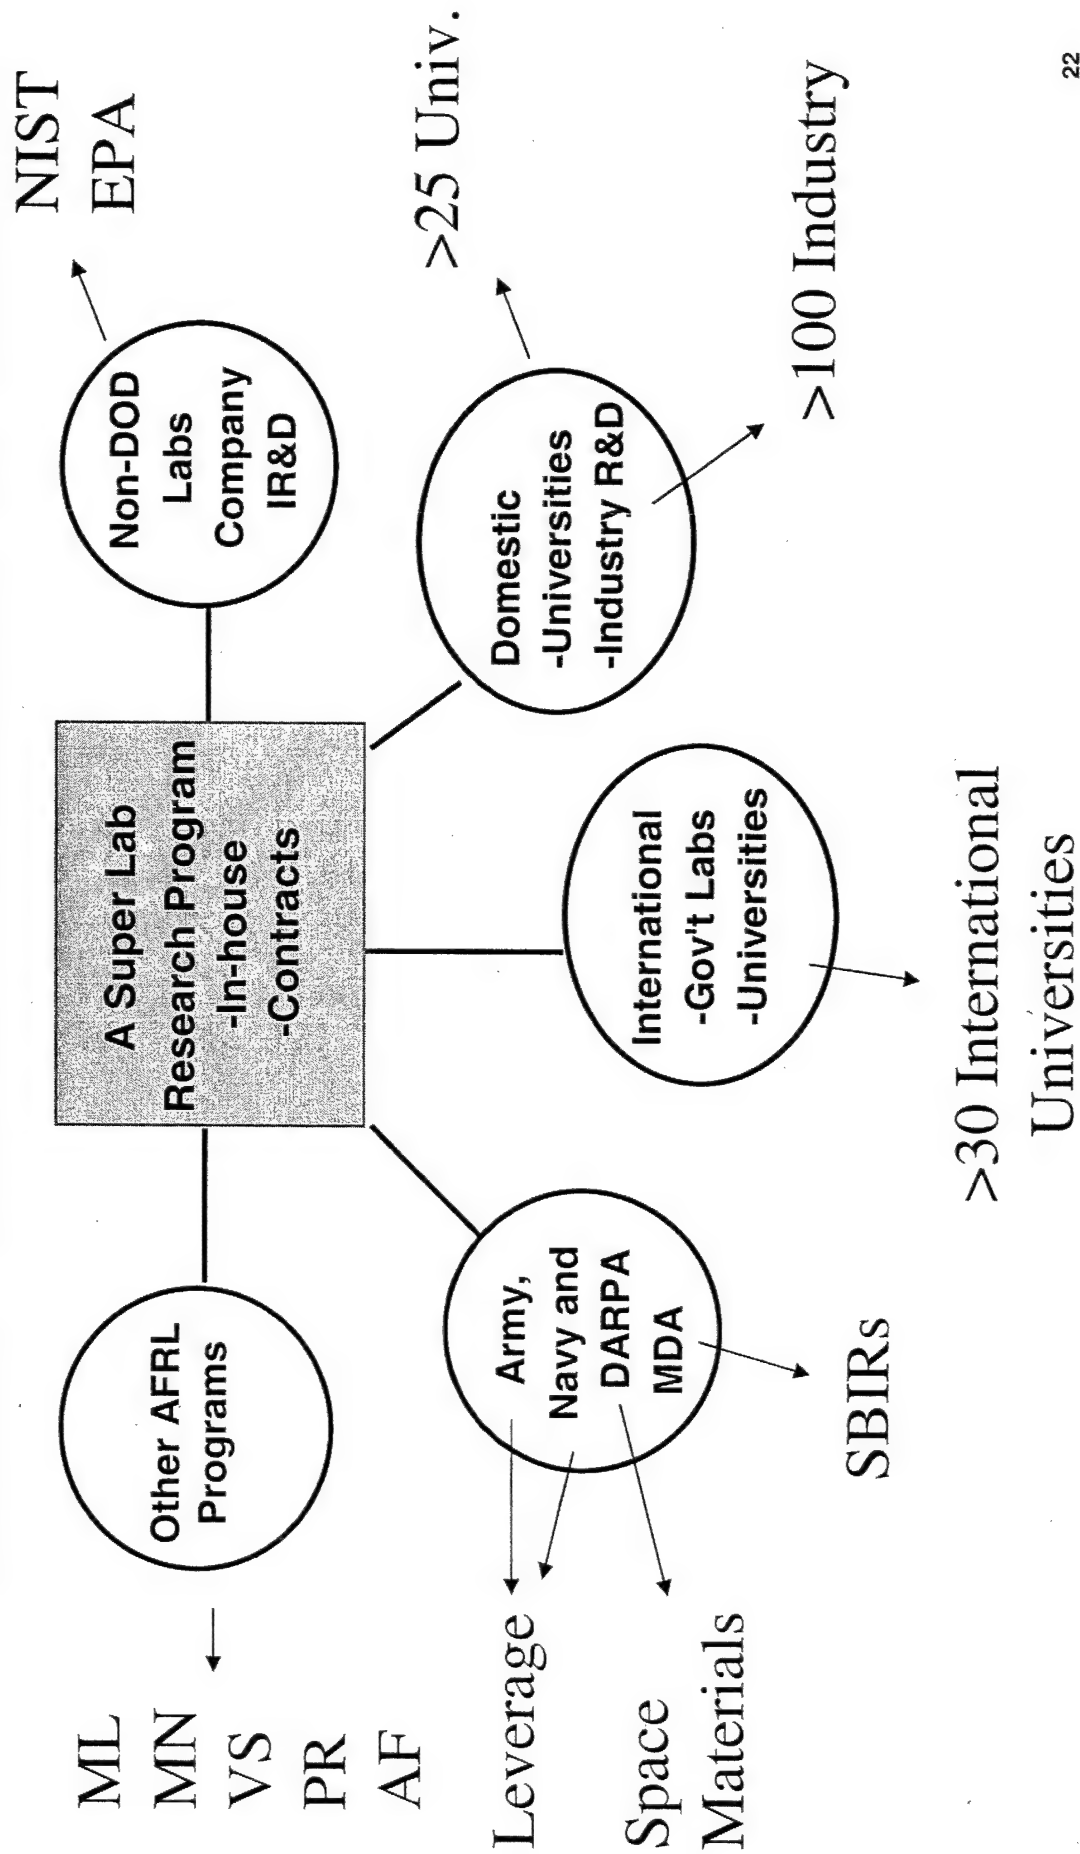 ML
MN
VS
PR
AF
Other AFRL
Programs
A Super Lab
Research Program
-In-house
-Contracts
Non-DOD
Labs
Company
IR&D
NIST
EPA
Leverage
Space
Materials
Army,
Navy and
DARPA
MDA
SBIRs
International
-Gov't Labs
-Universities
>30 International
Universities
Domestic
-Universities
-Industry R&D
>25 Univ.
>100 Industry
22